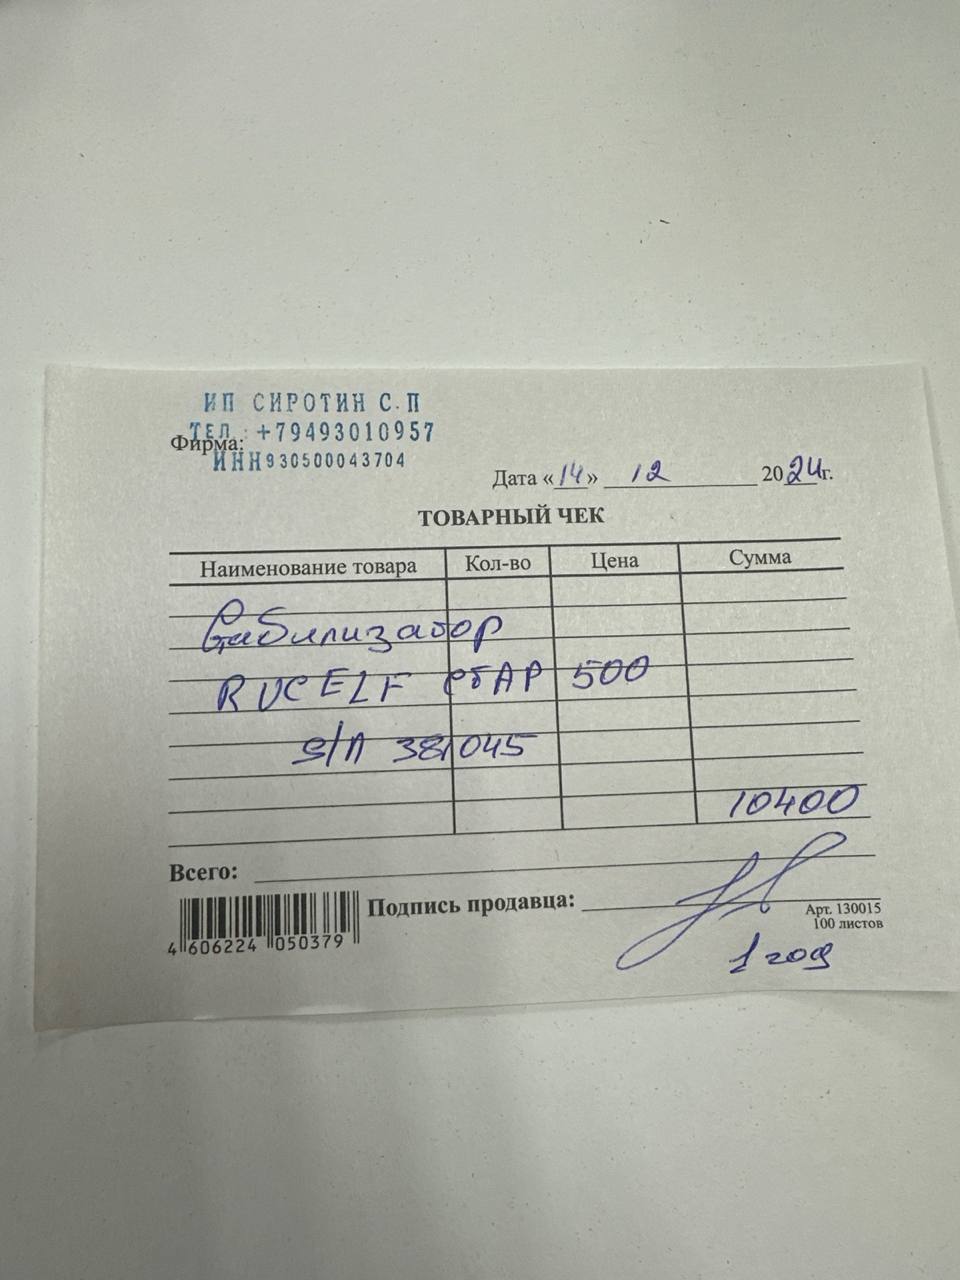 ИП СИРОТИН С.П
ТЕЛ.: +79493010957
Фирма:
ИНН930500043704
Дата «14» 12 2024г.
ТОВАРНЫЙ ЧЕК
Наименование товара Кол-во Цена Сумма
Стабилизатор
RUCELF СтАР 500
S/N 381045
10400
Всего:
Подпись продавца:
Арт. 130015
100 листов
4 606224 050379
1 год